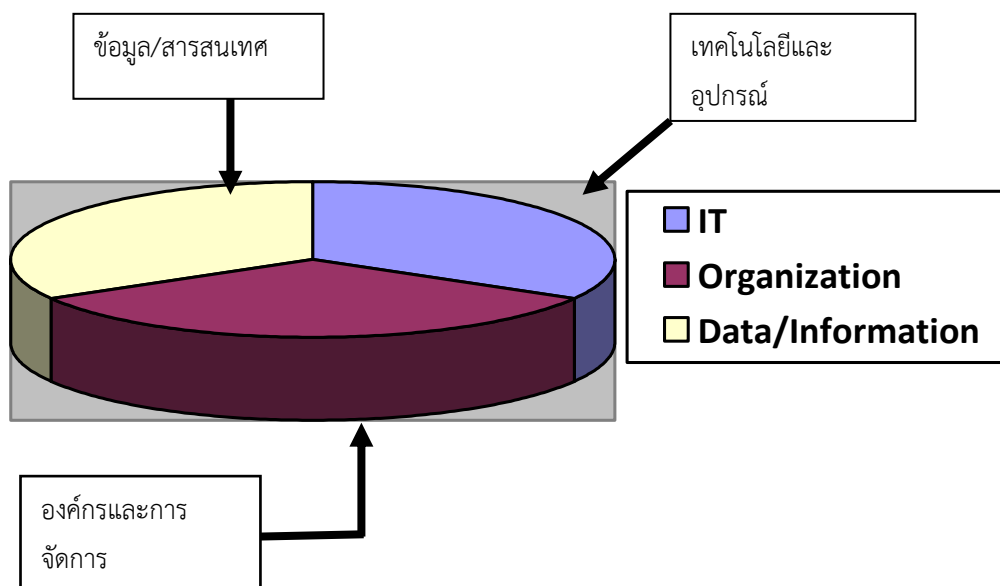 ข้อมูล/สารสนเทศ
เทคโนโลยีและ
อุปกรณ์
IT
Organization
Data/Information
องค์กรและการ
จัดการ